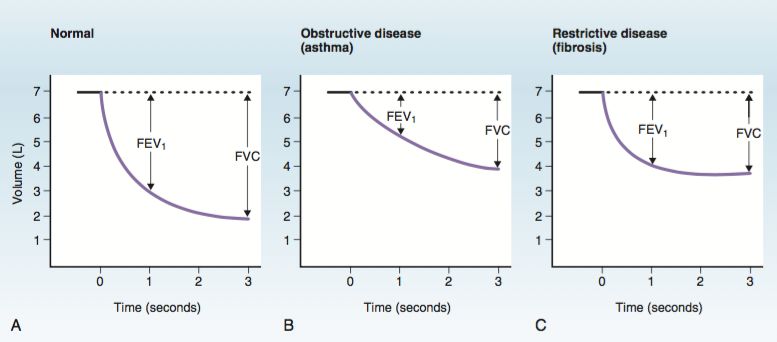 Normal
7
6
5
4
3
2
1
Volume (L)
FEV₁
FVC
0 1 2 3
Time (seconds)
A
Obstructive disease
(asthma)
7
6
5
4
3
2
1
FEV₁
FVC
0 1 2 3
Time (seconds)
B
Restrictive disease
(fibrosis)
7
6
5
4
3
2
1
FEV₁
FVC
0 1 2 3
Time (seconds)
C